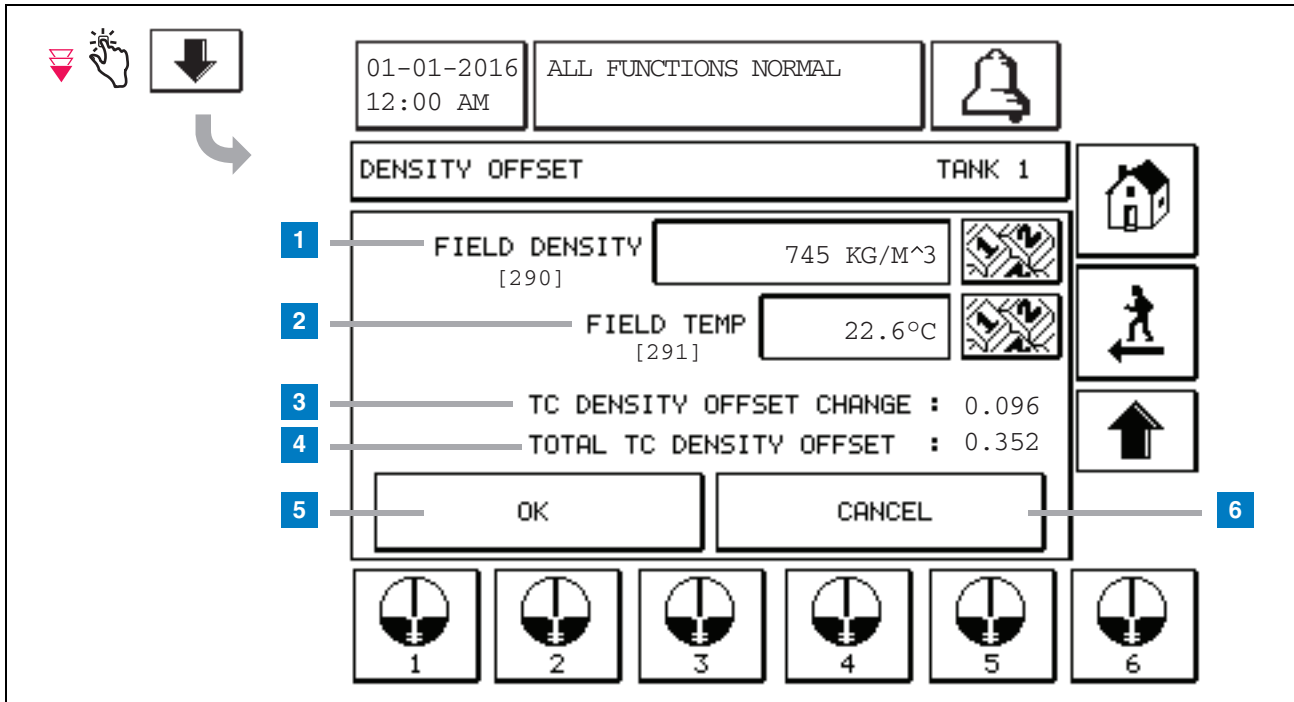 01-01-2016
12:00 AM
ALL FUNCTIONS NORMAL
DENSITY OFFSET TANK 1
1 FIELD DENSITY 745 KG/M^3
[290]
2 FIELD TEMP 22.6°C
[291]
3 TC DENSITY OFFSET CHANGE : 0.096
4 TOTAL TC DENSITY OFFSET : 0.352
5 OK CANCEL 6
1 2 3 4 5 6